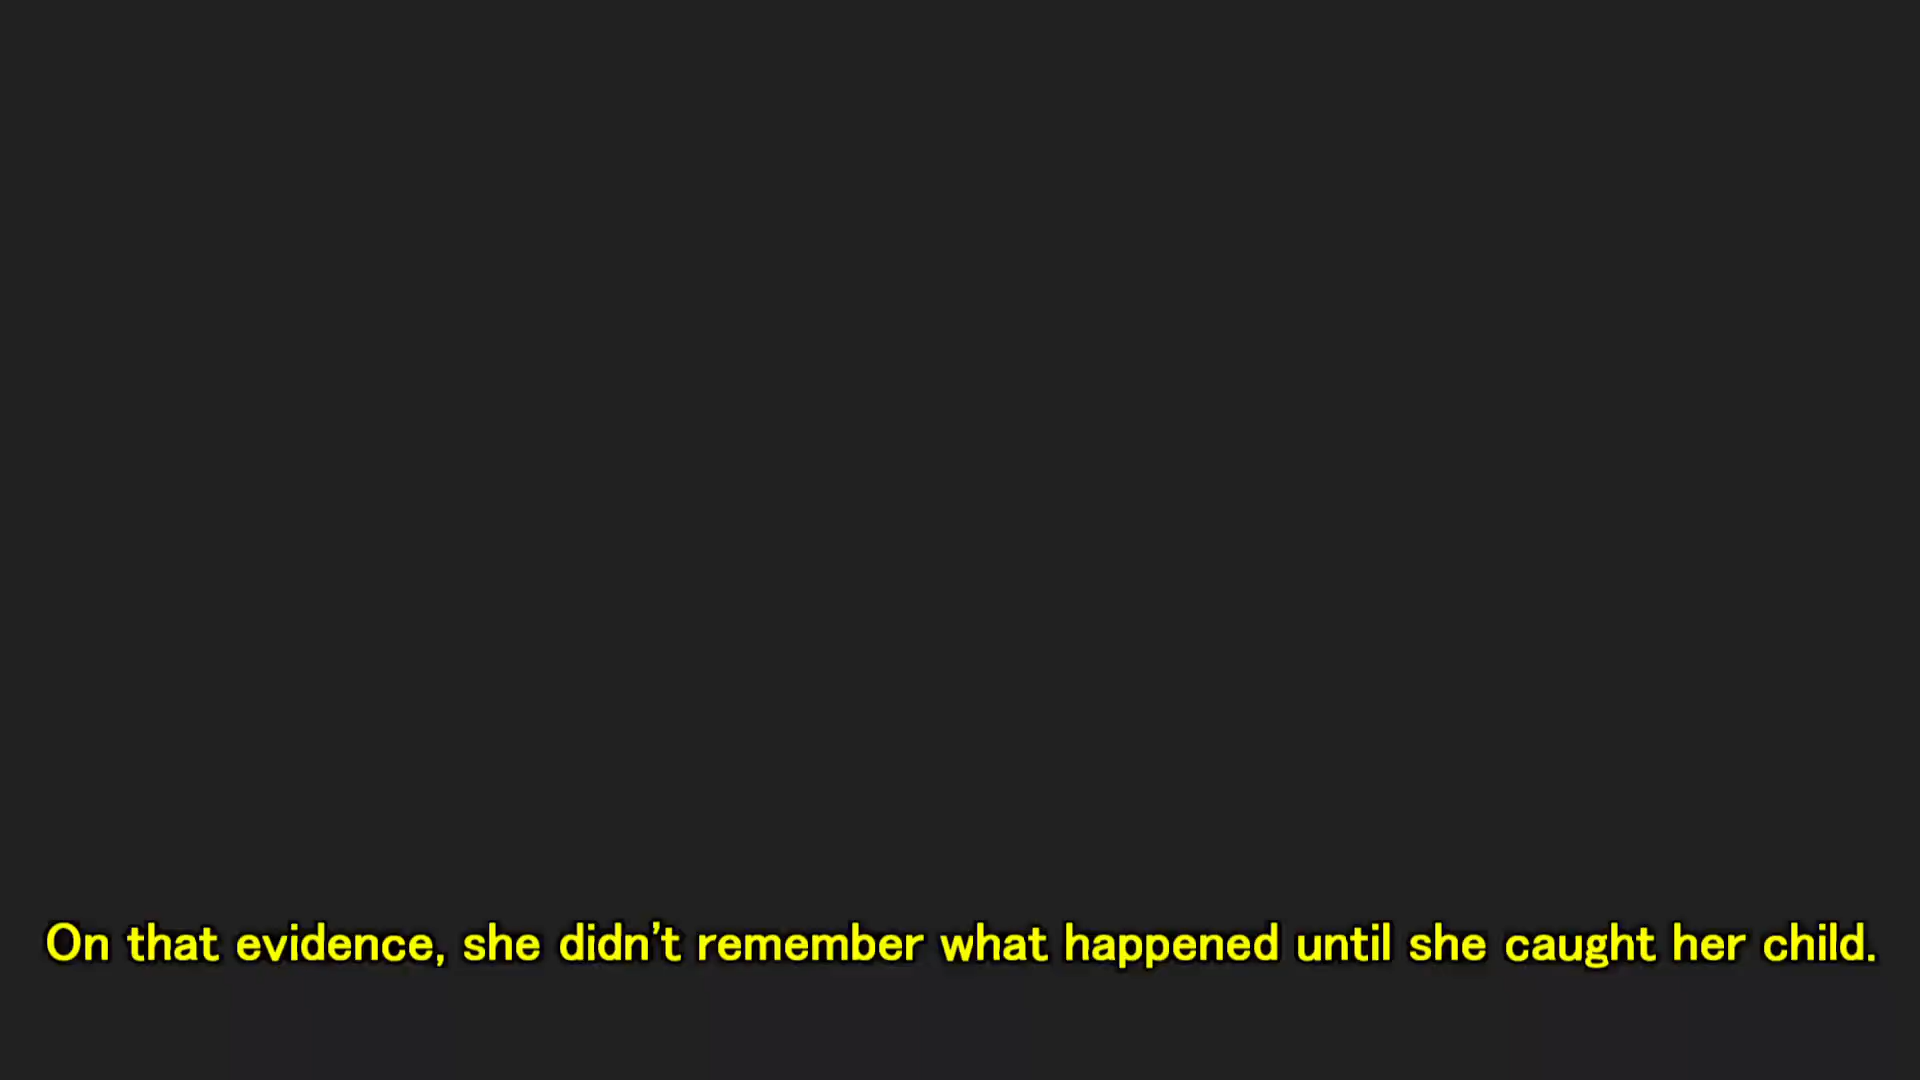 On that evidence, she didn’t remember what happened until she caught her child.